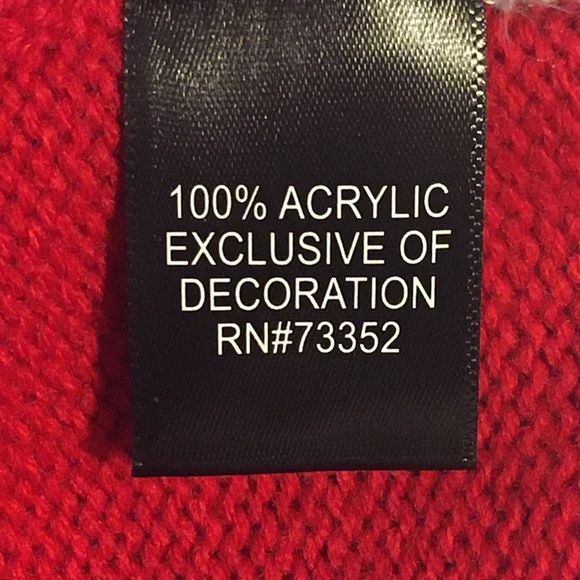 100% ACRYLIC
EXCLUSIVE OF
DECORATION
RN#73352